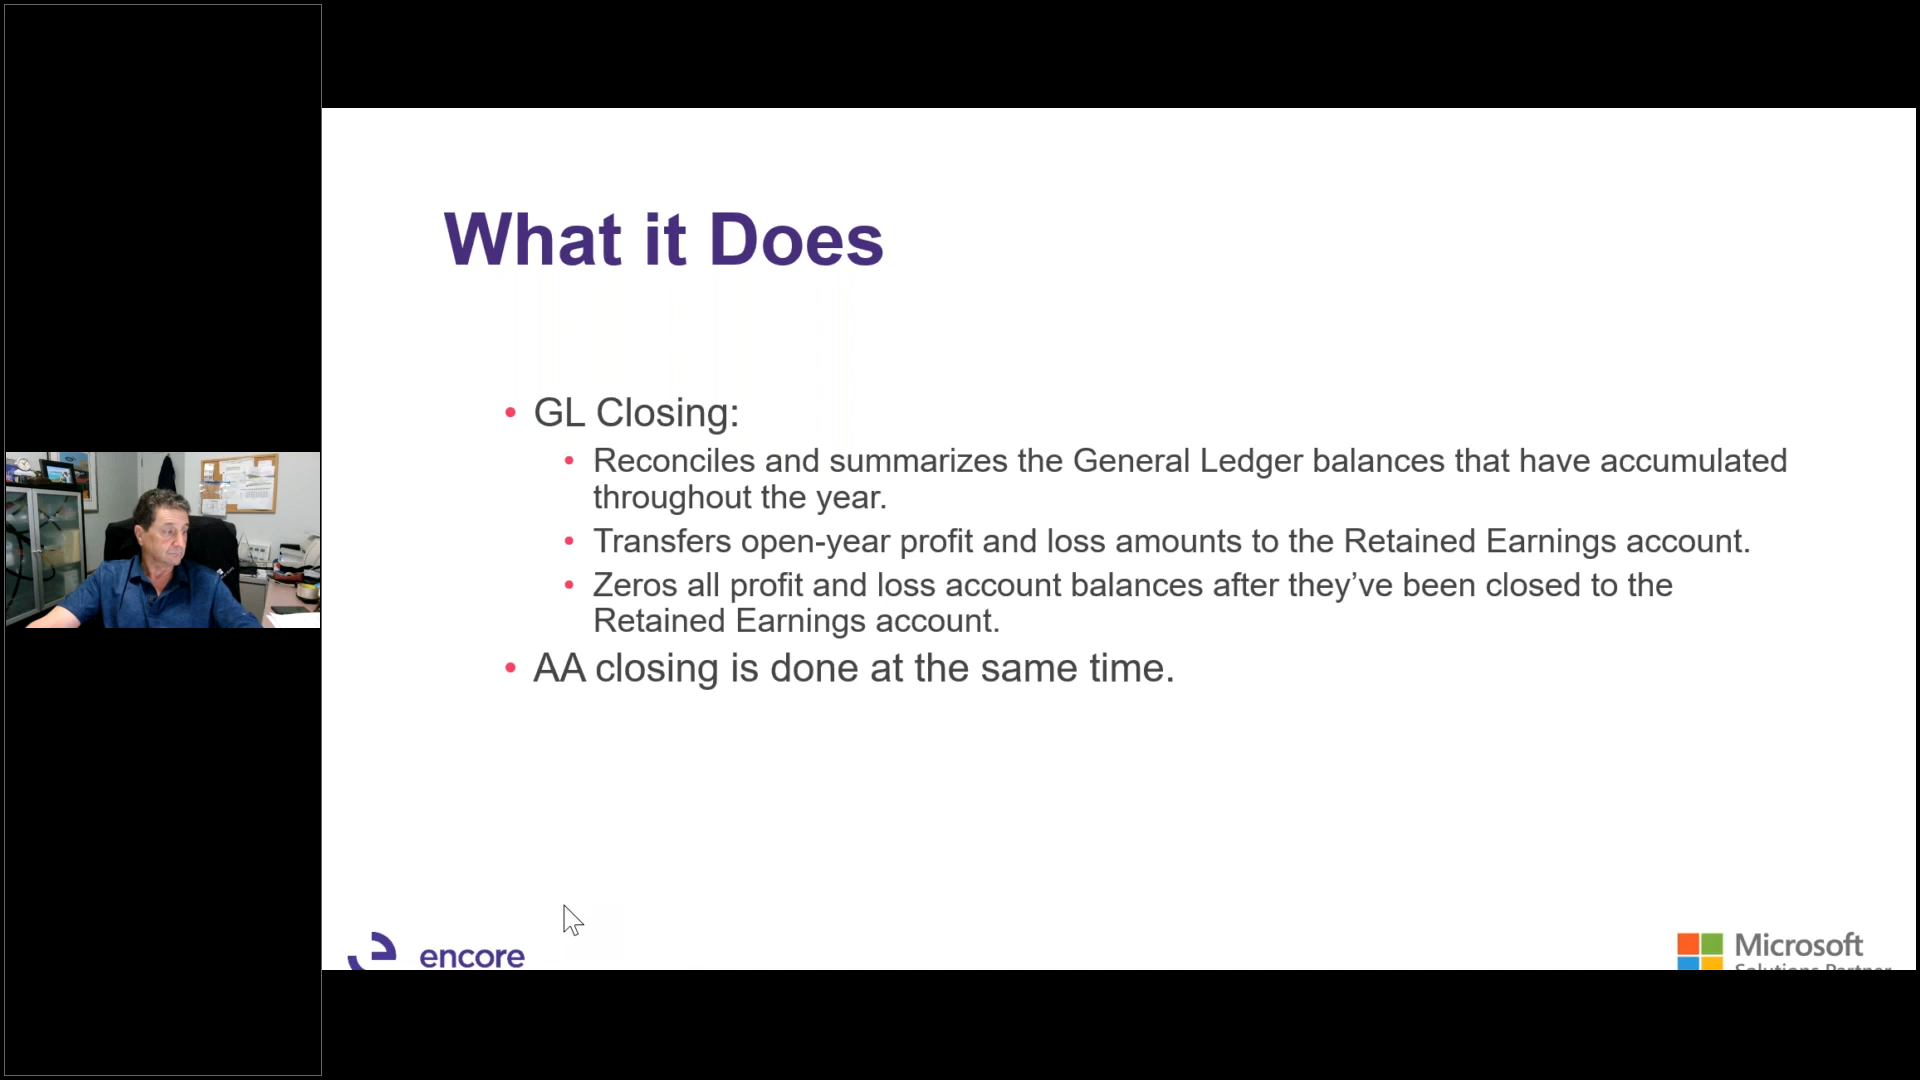 What it Does
• GL Closing:
• Reconciles and summarizes the General Ledger balances that have accumulated
throughout the year.
• Transfers open-year profit and loss amounts to the Retained Earnings account.
• Zeros all profit and loss account balances after they’ve been closed to the
Retained Earnings account.
• AA closing is done at the same time.
encore
Microsoft
Solutions Partner